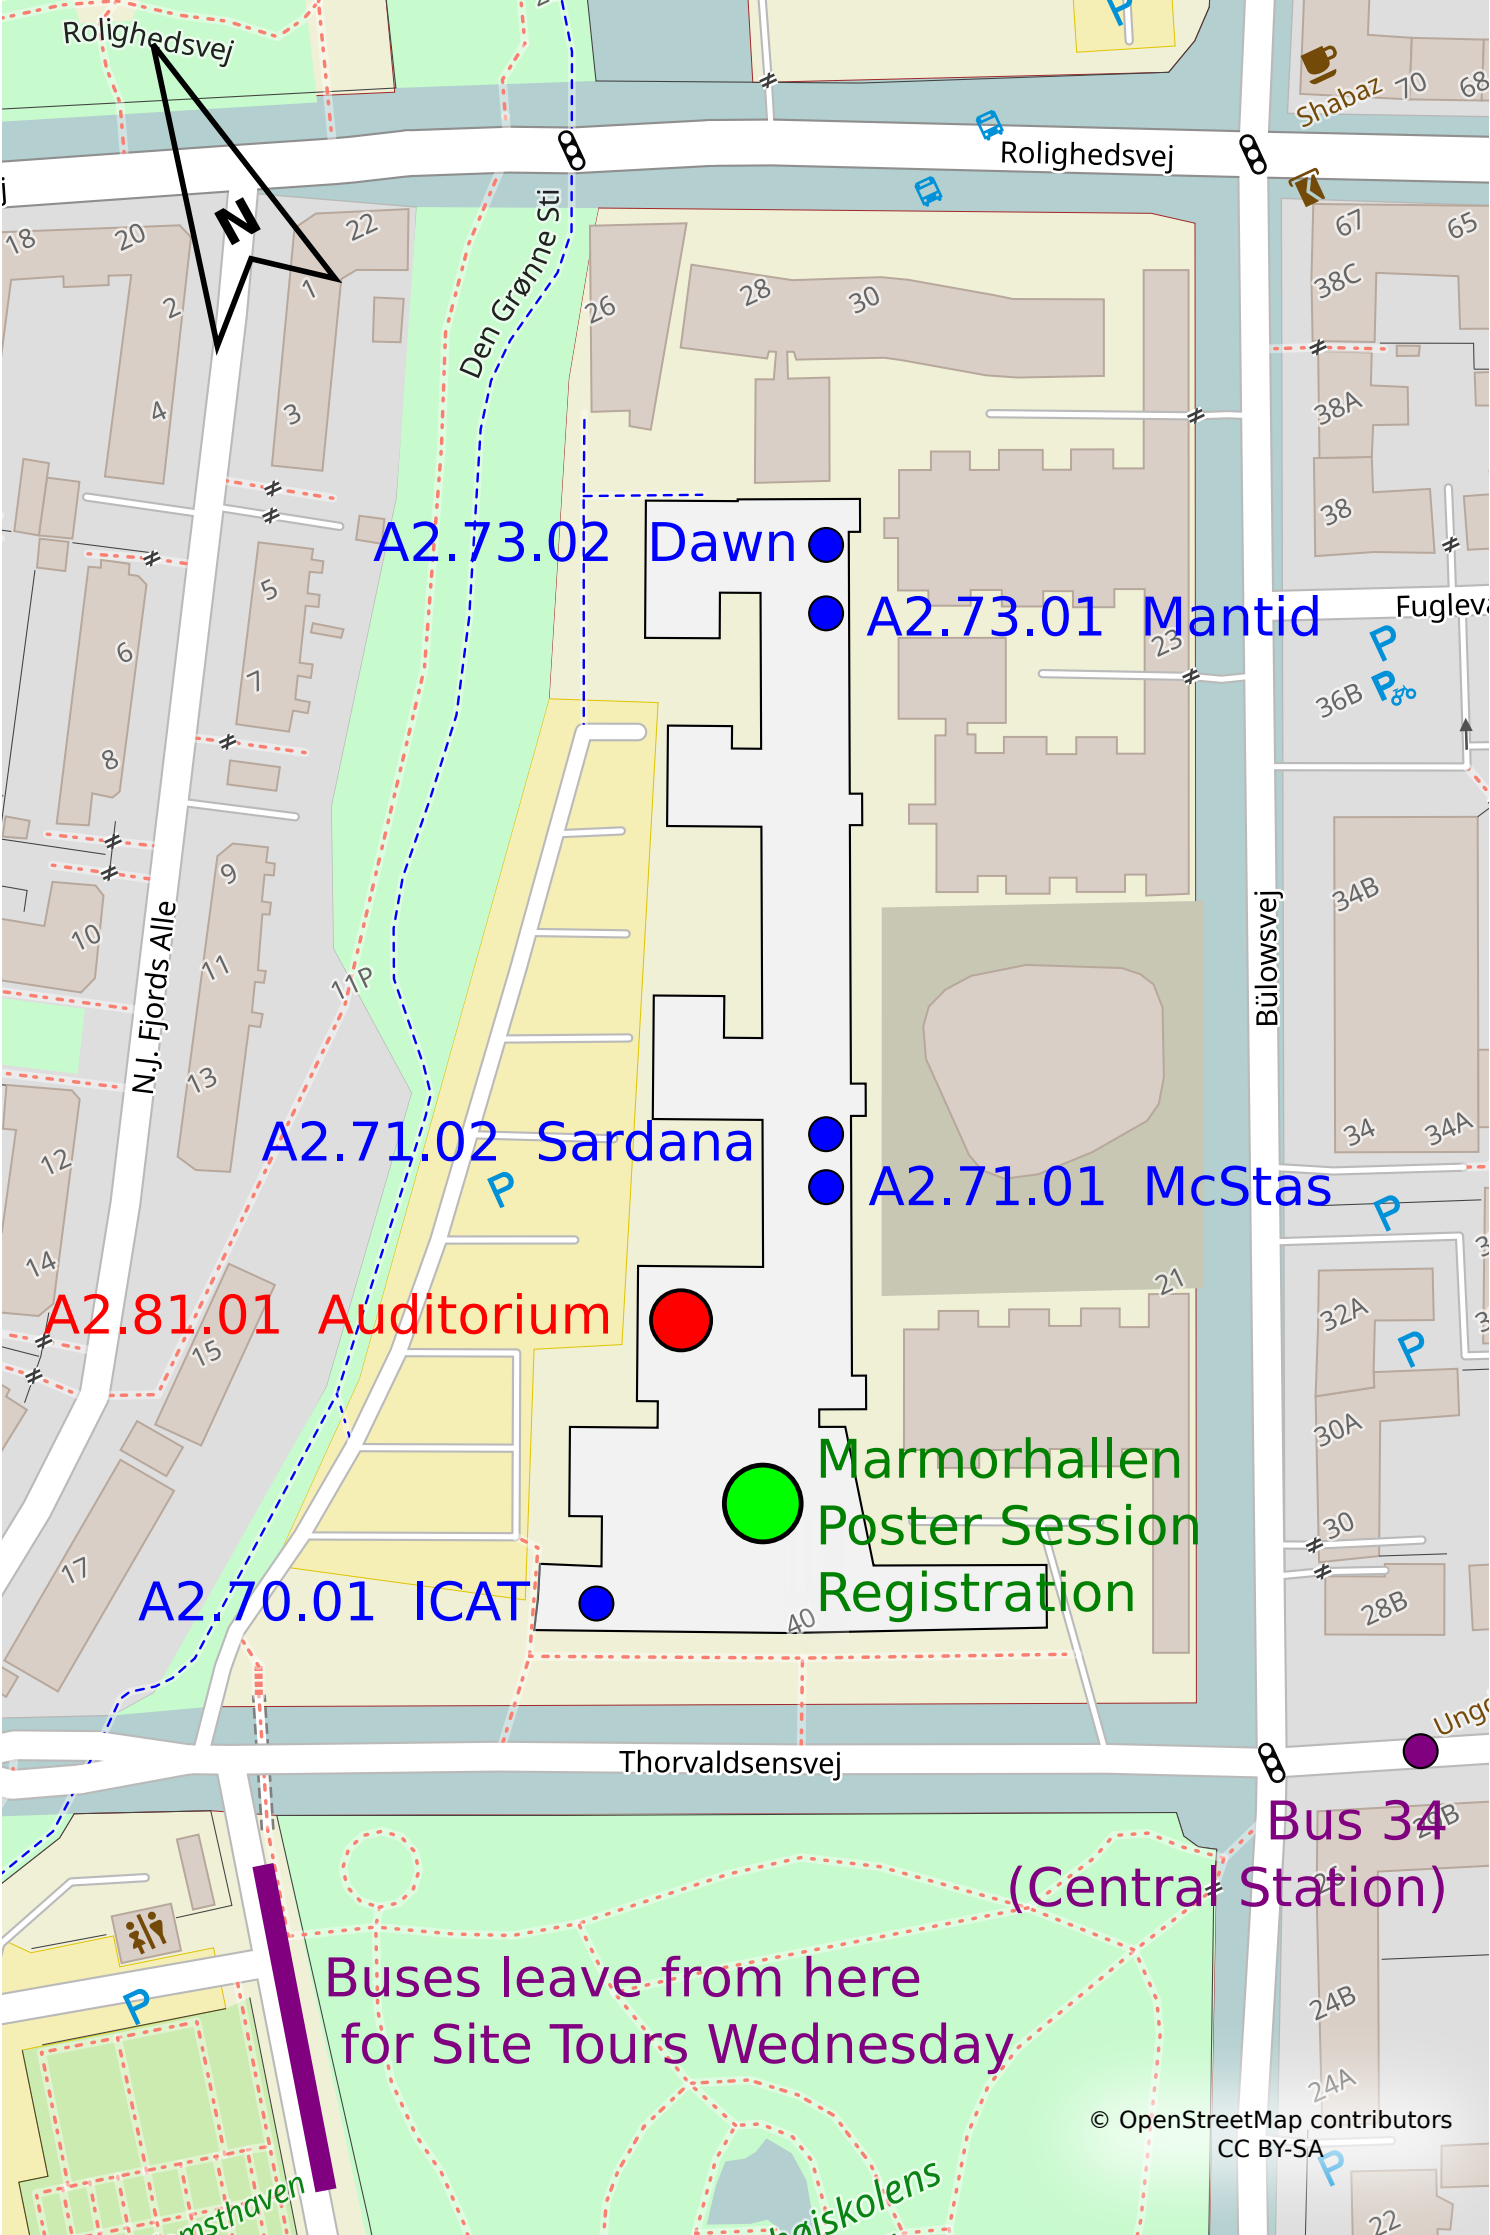 Rolighedsvej
P
Shabaz
70
68
Rolighedsvej
j
N
18
20
22
2
1
Den Grønne Sti
26
28
30
67
65
38C
4
3
38A
38
A2.73.02 Dawn
A2.73.01 Mantid
5
6
7
8
23
Fugleva
P
P
36B
9
10
11
11P
N.J. Fjords Alle
13
34B
Bülowsvej
12
14
34
34A
A2.71.02 Sardana
P
A2.71.01 McStas
P
21
A2.81.01 Auditorium
15
32A
P
30A
Marmorhallen
Poster Session
Registration
30
17
A2.70.01 ICAT
40
28B
Thorvaldsensvej
Bus 34
(Central Station)
26
Buses leave from here
for Site Tours Wednesday
P
24B
24A
© OpenStreetMap contributors
CC BY-SA
P
msthaven
højskolens
22